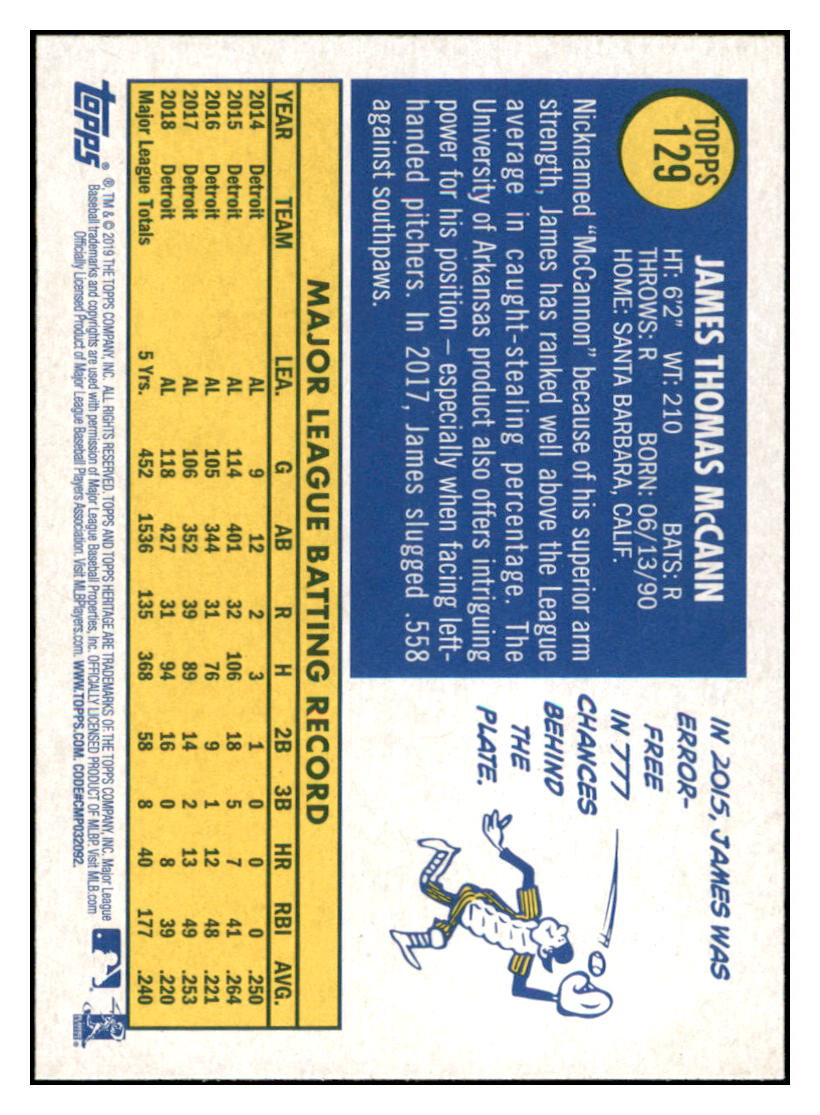 TOPPS
129
JAMES THOMAS McCANN
HT: 6'2" WT: 210 BATS: R
THROWS: R BORN: 06/13/90
HOME: SANTA BARBARA, CALIF.
Nicknamed “McCannon” because of his superior arm
strength, James has ranked well above the League
average in caught-stealing percentage. The
University of Arkansas product also offers intriguing
power for his position – especially when facing left-
handed pitchers. In 2017, James slugged .558
against southpaws.
IN 2015, JAMES WAS
ERROR-
FREE
IN 777
CHANCES
BEHIND
THE
PLATE.
MAJOR LEAGUE BATTING RECORD
YEAR TEAM LEA. G AB R H 2B 3B HR RBI AVG.
2014 Detroit AL 9 12 2 3 1 0 0 0 .250
2015 Detroit AL 114 401 32 106 18 5 7 41 .264
2016 Detroit AL 105 344 31 76 9 1 12 48 .221
2017 Detroit AL 106 352 39 89 14 2 13 49 .253
2018 Detroit AL 118 427 31 94 16 0 8 39 .220
Major League Totals 5 Yrs. 452 1536 135 368 58 8 40 177 .240
topps®
®, TM & © 2019 THE TOPPS COMPANY, INC. ALL RIGHTS RESERVED. TOPPS AND TOPPS HERITAGE ARE TRADEMARKS OF THE TOPPS COMPANY, INC. Major League
Baseball trademarks and copyrights are used with permission of Major League Baseball Properties, Inc. OFFICIALLY LICENSED PRODUCT OF MLBP. Visit MLB.com
Officially Licensed Product of Major League Baseball Players Association. Visit MLBPlayers.com. WWW.TOPPS.COM. CODE#CMP032092.